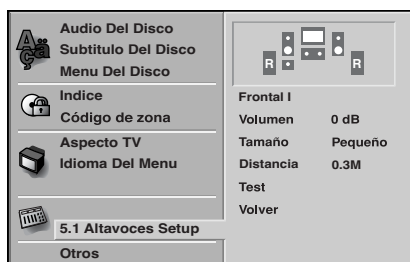 Audio Del Disco
Subtitulo Del Disco
Menu Del Disco
Indice
Código de zona
Aspecto TV
Idioma Del Menu
5.1 Altavoces Setup
Otros
R R
Frontal I
Volumen 0 dB
Tamaño Pequeño
Distancia 0.3M
Test
Volver